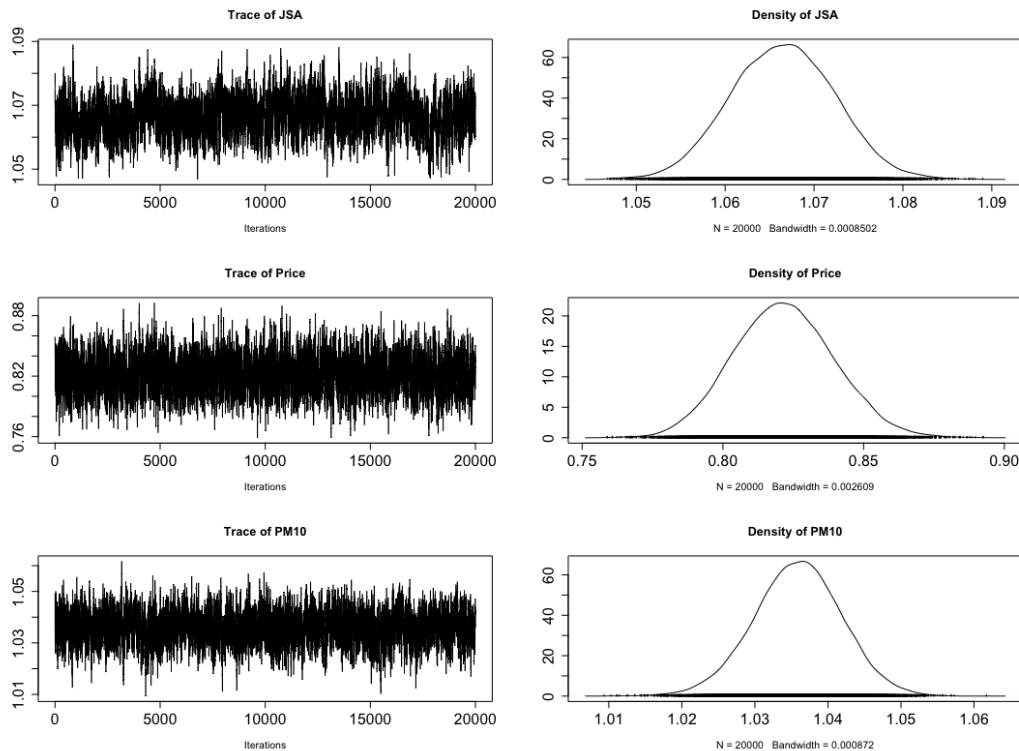 Trace of JSA
1.09
1.07
1.05
0 5000 10000 15000 20000
Iterations
Density of JSA
60
40
20
0
1.05 1.06 1.07 1.08 1.09
N = 20000 Bandwidth = 0.0008502
Trace of Price
0.88
0.82
0.76
0 5000 10000 15000 20000
Iterations
Density of Price
20
15
10
5
0
0.75 0.80 0.85 0.90
N = 20000 Bandwidth = 0.002609
Trace of PM10
1.05
1.03
1.01
0 5000 10000 15000 20000
Iterations
Density of PM10
60
40
20
0
1.01 1.02 1.03 1.04 1.05 1.06
N = 20000 Bandwidth = 0.000872